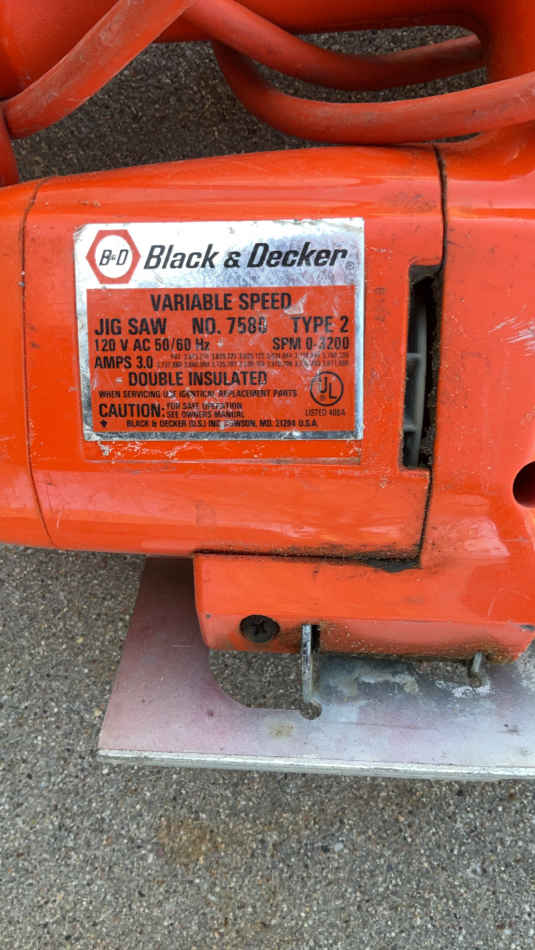 B&D Black & Decker®
VARIABLE SPEED
JIG SAW NO. TYPE 2
120 V AC 50/60 Hz SPM 0-3200
AMPS 3.0
DOUBLE INSULATED
WHEN SERVICING USE IDENTICAL REPLACEMENT PARTS
UL
LISTED
CAUTION: FOR SAFE OPERATION
SEE OWNERS MANUAL
BLACK & DECKER (U.S.) INC. TOWSON, MD. 21204 U.S.A.